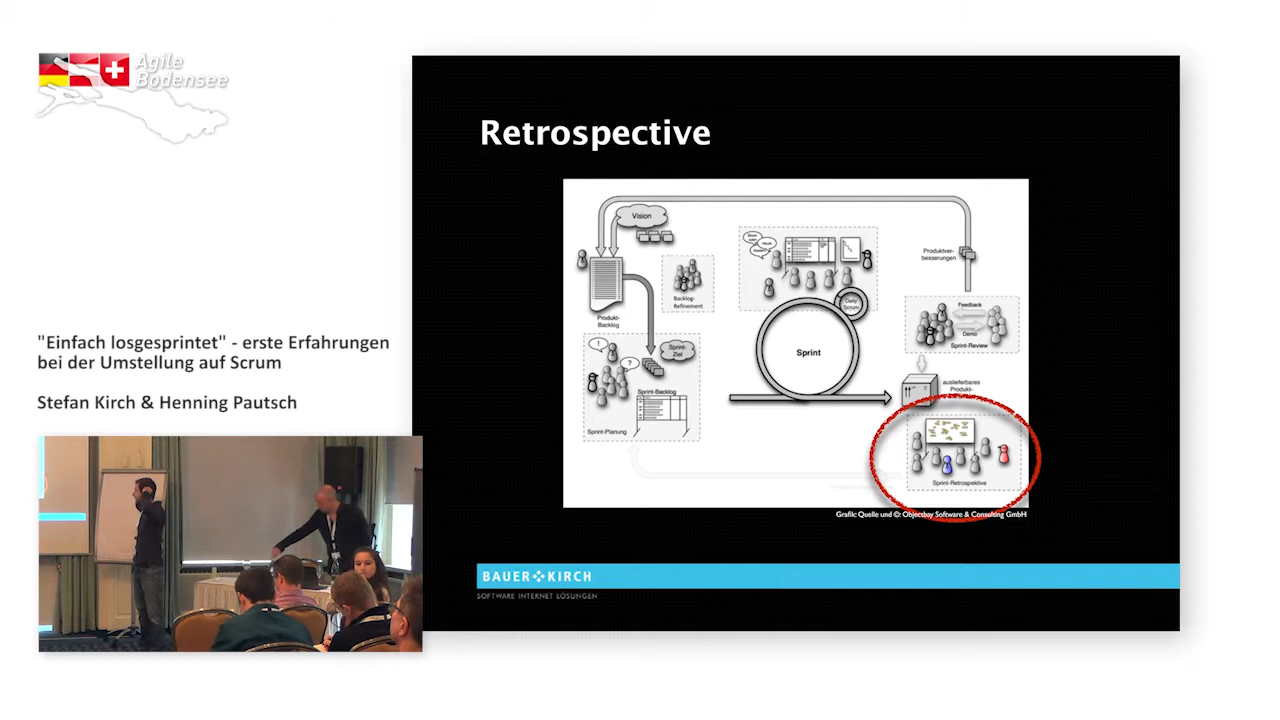 Agile
Bodensee
"Einfach losgesprintet" - erste Erfahrungen
bei der Umstellung auf Scrum
Stefan Kirch & Henning Pautsch
Retrospective
Vision
Produkt-
Backlog
Backlog-
Refinement
!
?
Sprint-
Ziel
Sprint-Backlog
Sprint-Planung
Daily
Scrum
Sprint
Produktver-
besserungen
Feedback
Demo
Sprint-Review
auslieferbares
Produkt-
Sprint-Retrospektive
Grafik: Quelle und ©: Objectbay Software & Consulting GmbH
BAUER KIRCH
SOFTWARE INTERNET LÖSUNGEN